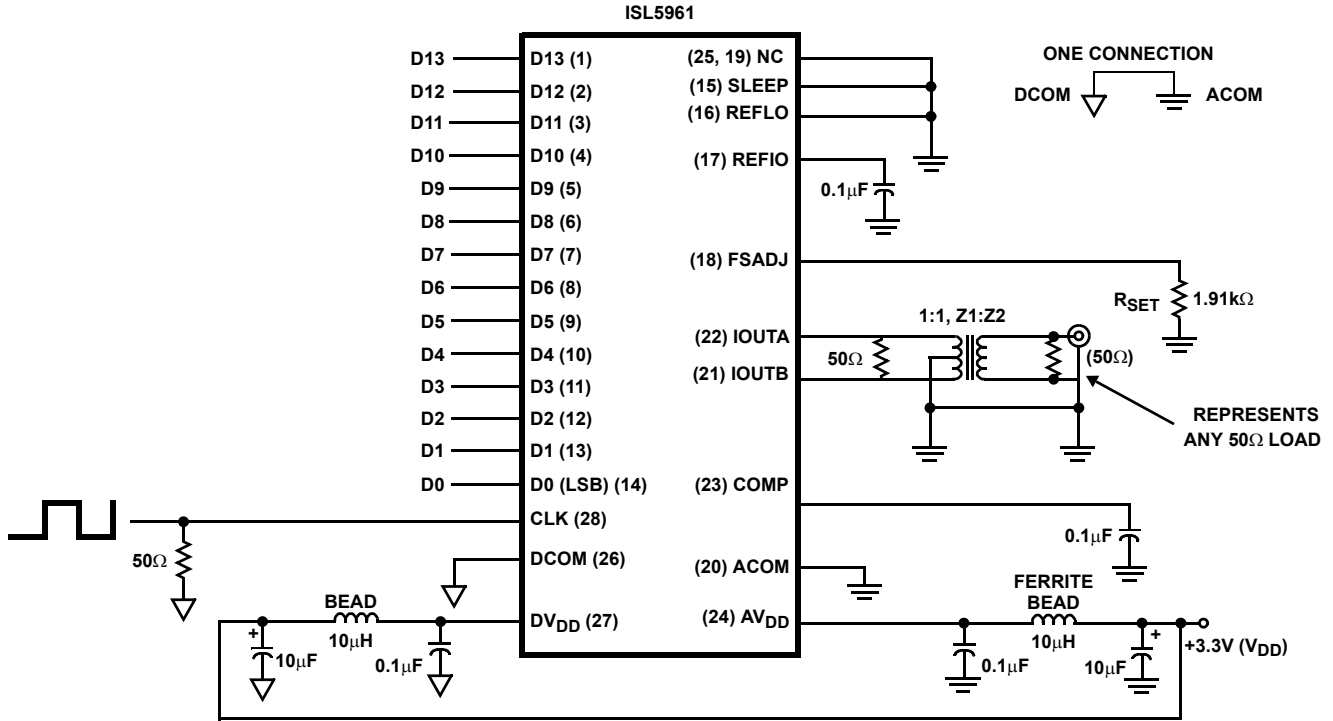 ISL5961
D13 D13 (1) (25, 19) NC
ONE CONNECTION
D12 D12 (2) (15) SLEEP
DCOM ACOM
D11 D11 (3) (16) REFLO
D10 D10 (4) (17) REFIO
D9 D9 (5) 0.1μF
D8 D8 (6)
D7 D7 (7) (18) FSADJ
D6 D6 (8)
RSET 1.91kΩ
D5 D5 (9) 1:1, Z1:Z2
(22) IOUTA
D4 D4 (10) 50Ω (50Ω)
D3 D3 (11) (21) IOUTB
D2 D2 (12)
REPRESENTS
ANY 50Ω LOAD
D1 D1 (13)
D0 D0 (LSB) (14) (23) COMP
CLK (28)
50Ω 0.1μF
DCOM (26) (20) ACOM
FERRITE
BEAD BEAD
DVDD (27) (24) AVDD
+ 10μH 10μH + +3.3V (VDD)
10μF 0.1μF 0.1μF 10μF